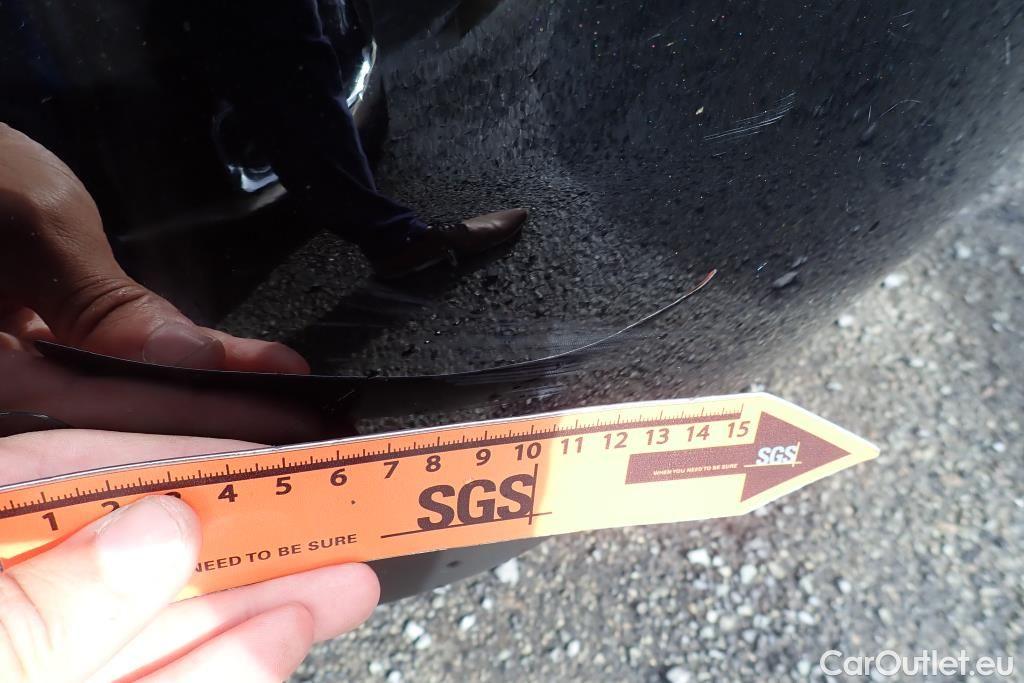 1 2 3 4 5 6 7 8 9 10 11 12 13 14 15
WHEN YOU NEED TO BE SURE SGS
SGS
NEED TO BE SURE
CarOutlet.eu